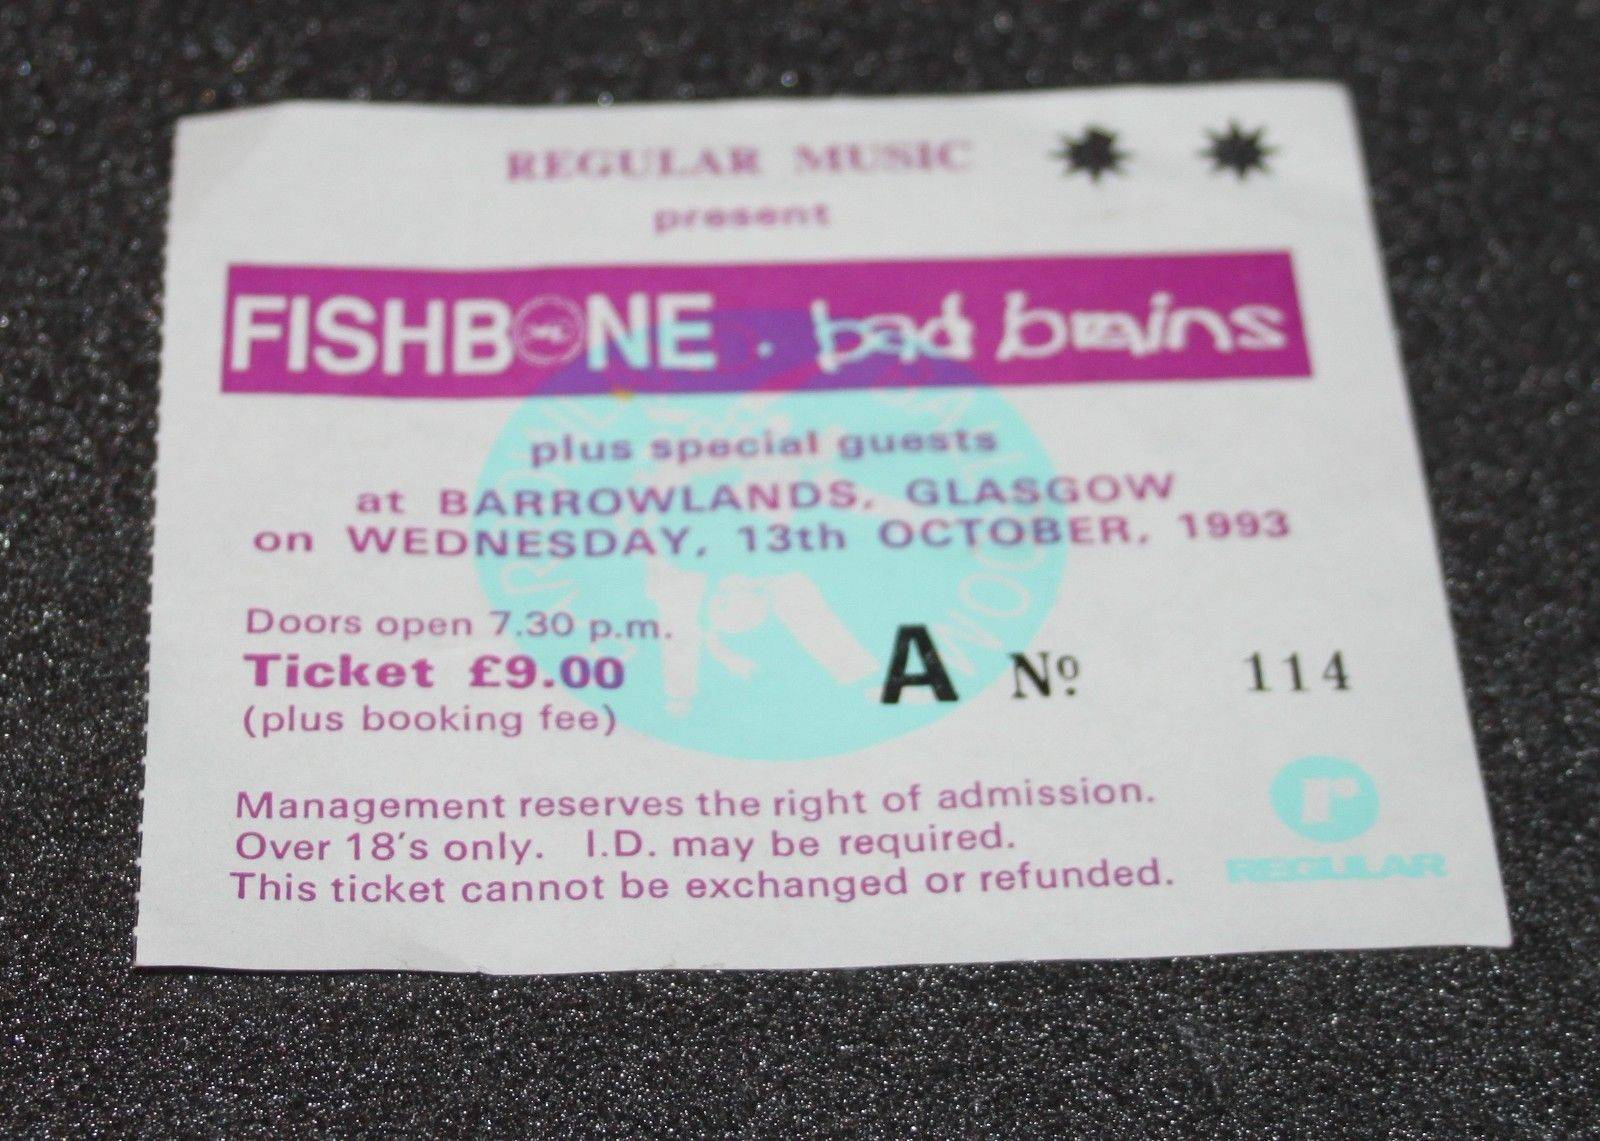 REGULAR MUSIC
present
FISHBONE · bad brains
plus special guests
at BARROWLANDS, GLASGOW
on WEDNESDAY, 13th OCTOBER, 1993
Doors open 7.30 p.m.
Ticket £9.00
(plus booking fee)
A Nº 114
Management reserves the right of admission.
Over 18's only. I.D. may be required.
This ticket cannot be exchanged or refunded.
r
REGULAR